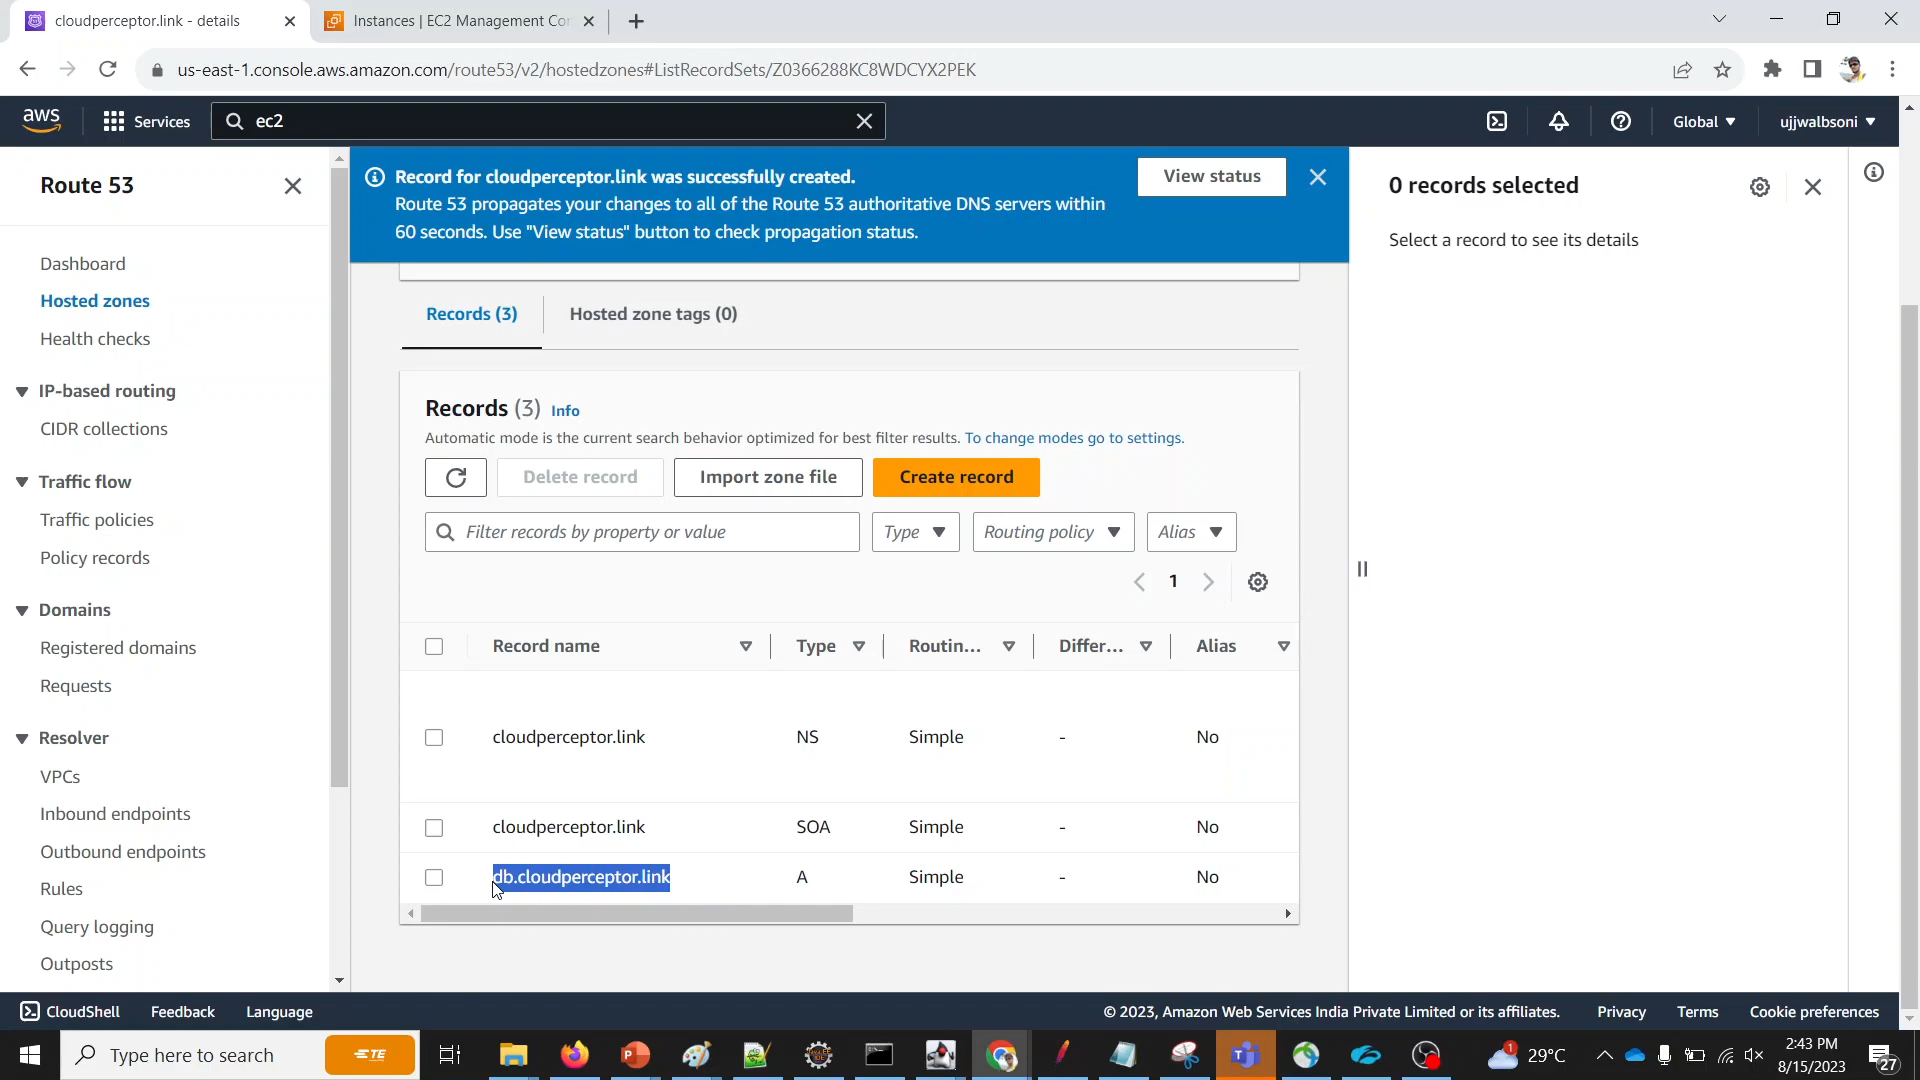 cloudperceptor.link - details
Instances | EC2 Management Con
us-east-1.console.aws.amazon.com/route53/v2/hostedzones#ListRecordSets/Z0366288KC8WDCYX2PEK
aws
Services
ec2
Global
ujjwalbsoni
Route 53
Dashboard
Hosted zones
Health checks
IP-based routing
CIDR collections
Traffic flow
Traffic policies
Policy records
Domains
Registered domains
Requests
Resolver
VPCs
Inbound endpoints
Outbound endpoints
Rules
Query logging
Outposts
Record for cloudperceptor.link was successfully created.
Route 53 propagates your changes to all of the Route 53 authoritative DNS servers within
60 seconds. Use "View status" button to check propagation status.
View status
Records (3)
Hosted zone tags (0)
Records (3) Info
Automatic mode is the current search behavior optimized for best filter results. To change modes go to settings.
Delete record
Import zone file
Create record
Filter records by property or value
Type
Routing policy
Alias
1
Record name Type Routin... Differ... Alias
cloudperceptor.link NS Simple - No
cloudperceptor.link SOA Simple - No
db.cloudperceptor.link A Simple - No
0 records selected
Select a record to see its details
CloudShell
Feedback
Language
© 2023, Amazon Web Services India Private Limited or its affiliates.
Privacy
Terms
Cookie preferences
Type here to search
TE
1
29°C
2:43 PM
8/15/2023
27